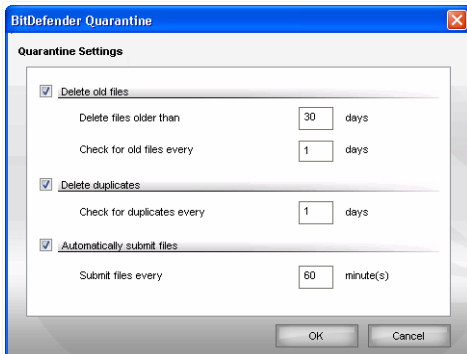 BitDefender Quarantine
Quarantine Settings
Delete old files
Delete files older than 30 days
Check for old files every 1 days
Delete duplicates
Check for duplicates every 1 days
Automatically submit files
Submit files every 60 minute(s)
OK Cancel